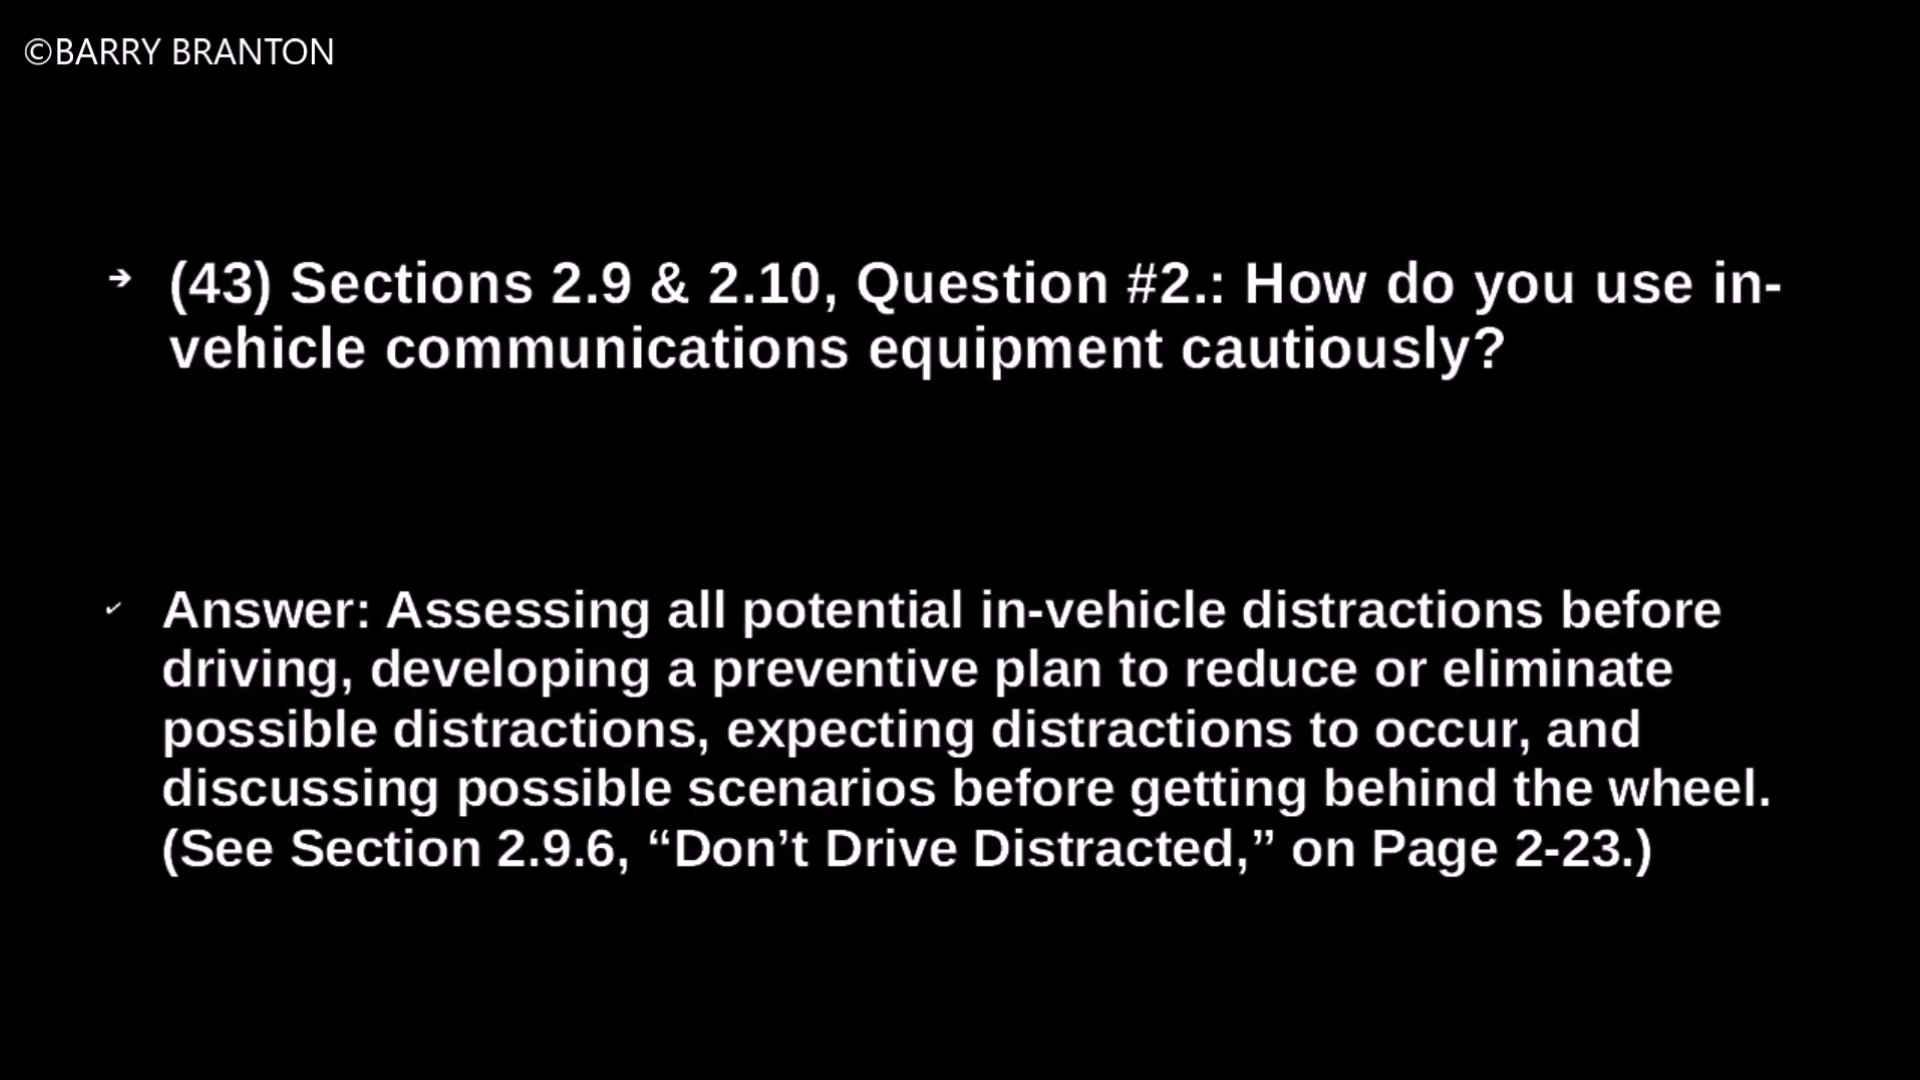 ©BARRY BRANTON
➔ (43) Sections 2.9 & 2.10, Question #2.: How do you use in-
vehicle communications equipment cautiously?
✓ Answer: Assessing all potential in-vehicle distractions before
driving, developing a preventive plan to reduce or eliminate
possible distractions, expecting distractions to occur, and
discussing possible scenarios before getting behind the wheel.
(See Section 2.9.6, “Don’t Drive Distracted,” on Page 2-23.)